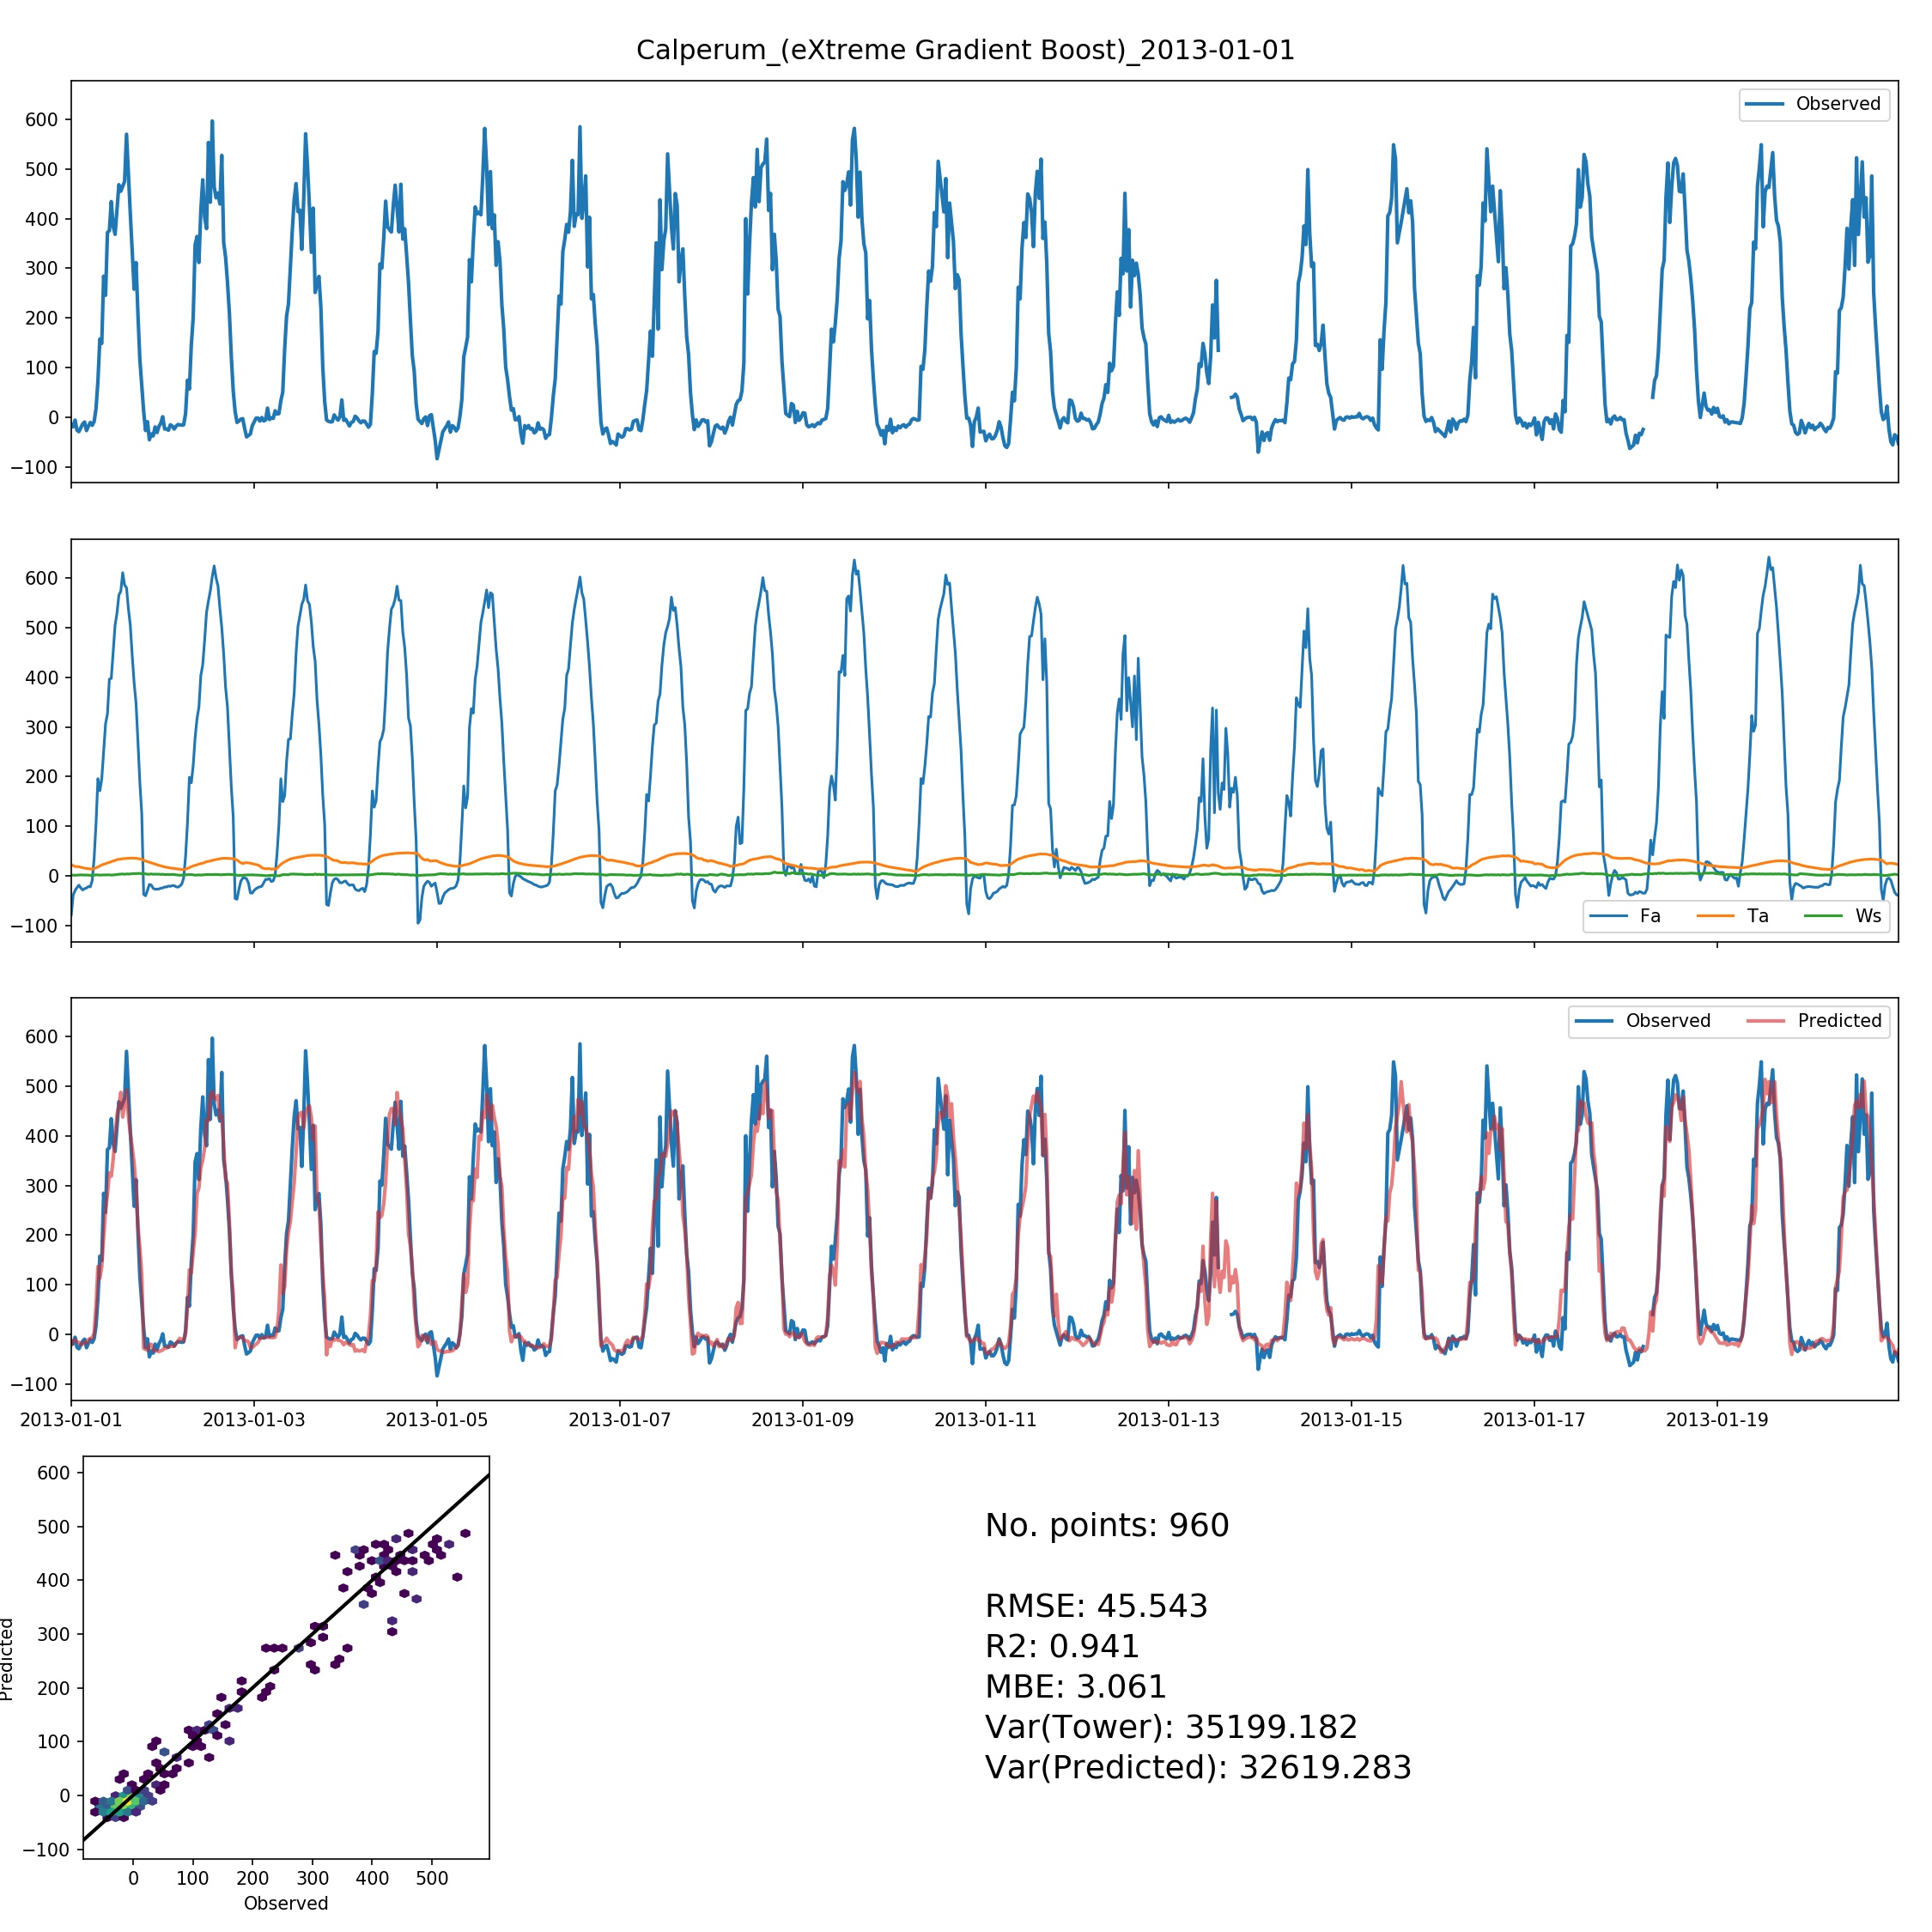 Calperum_(eXtreme Gradient Boost)_2013-01-01
600
500
400
300
200
100
0
−100
Observed
600
500
400
300
200
100
0
−100
Fa Ta Ws
600
500
400
300
200
100
0
−100
Observed Predicted
2013-01-01 2013-01-03 2013-01-05 2013-01-07 2013-01-09 2013-01-11 2013-01-13 2013-01-15 2013-01-17 2013-01-19
600
500
400
300
200
100
0
−100
Predicted
0 100 200 300 400 500
Observed
No. points: 960
RMSE: 45.543
R2: 0.941
MBE: 3.061
Var(Tower): 35199.182
Var(Predicted): 32619.283